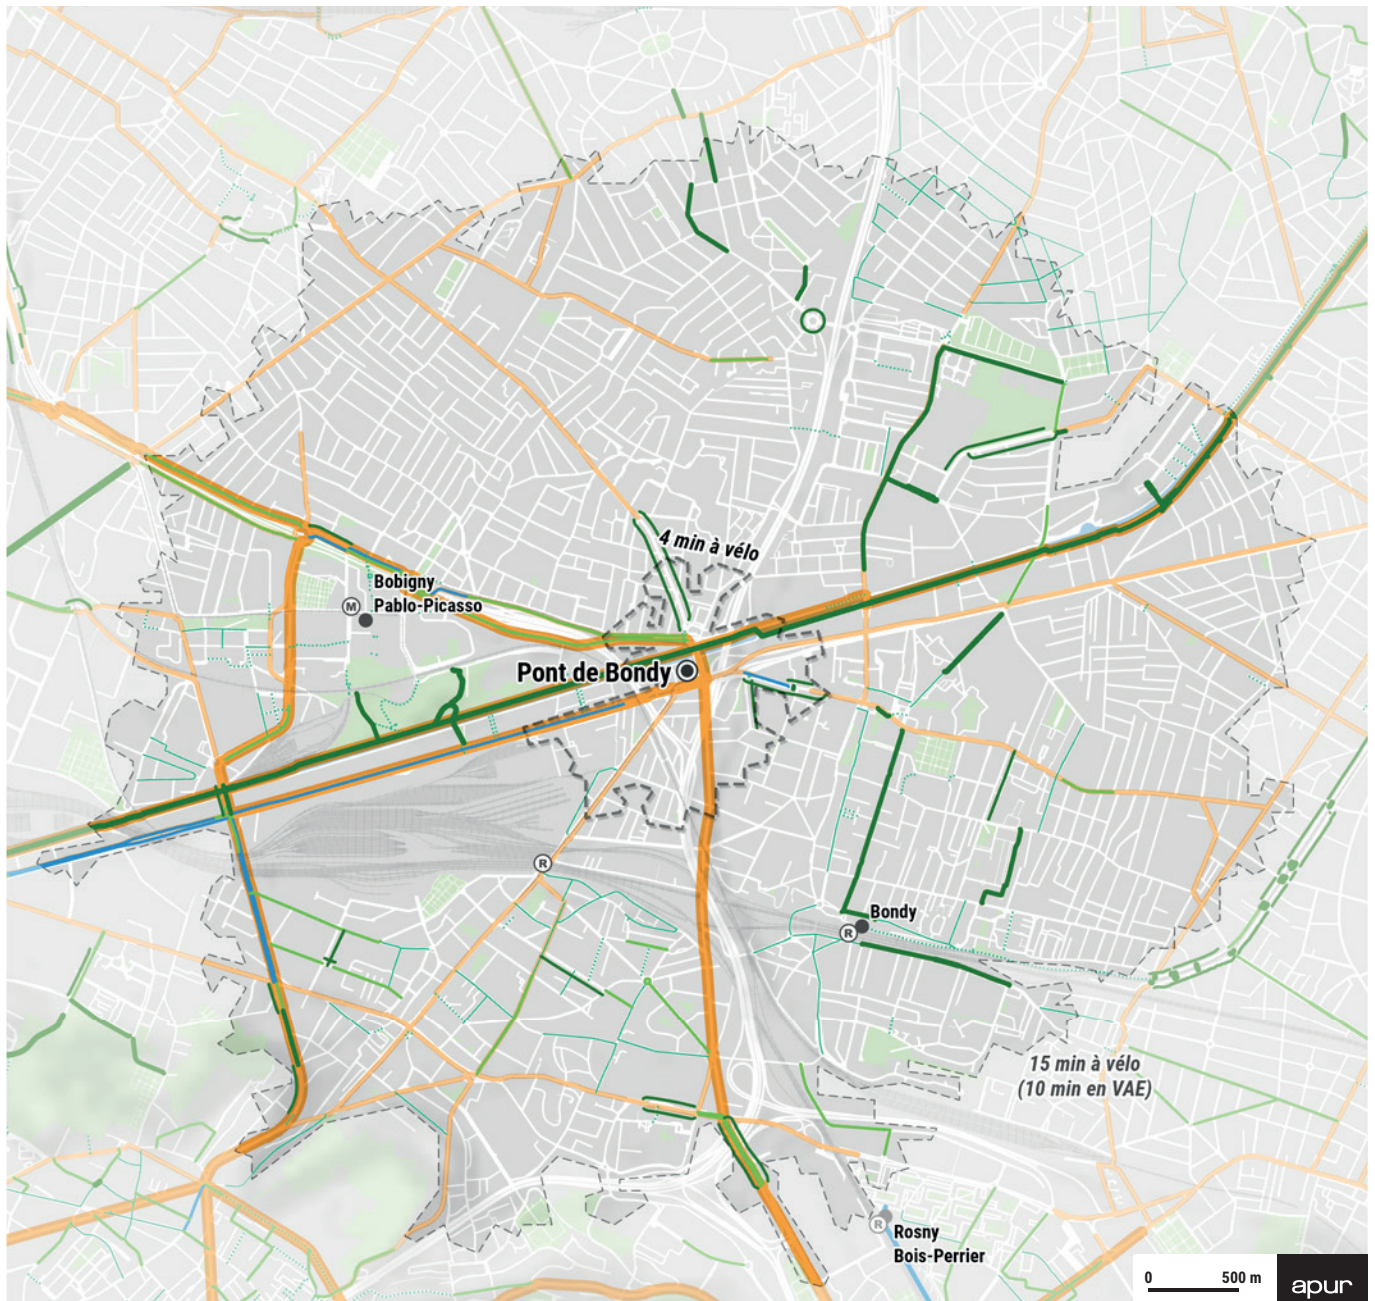 4 min à vélo
Bobigny
Pablo-Picasso
M
Pont de Bondy
R
Bondy
R
15 min à vélo
(10 min en VAE)
R
Rosny
Bois-Perrier
0 500 m
apur